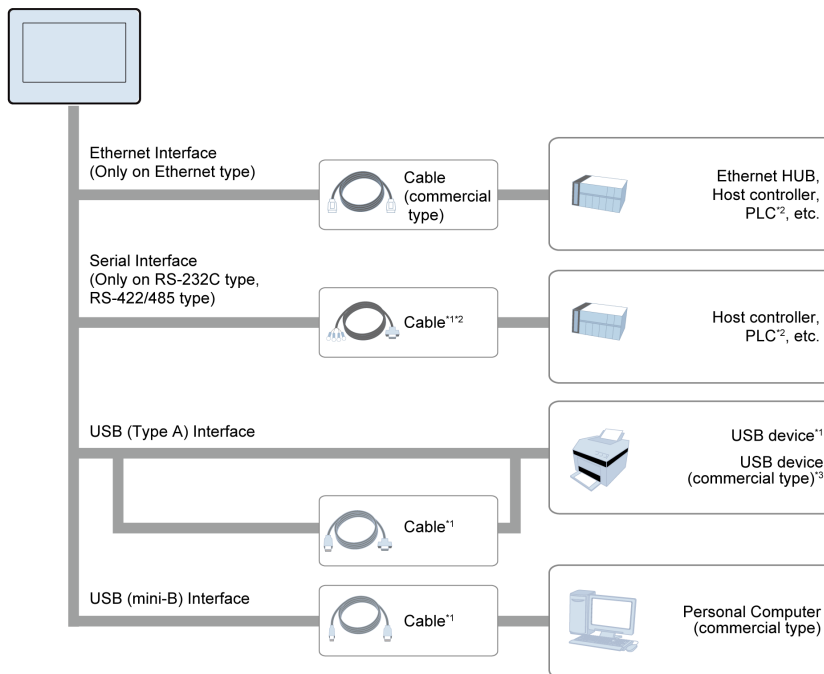 Ethernet Interface
(Only on Ethernet type)
Cable
(commercial
type)
Ethernet HUB,
Host controller,
PLC*2, etc.
Serial Interface
(Only on RS-232C type,
RS-422/485 type)
Cable*1*2
Host controller,
PLC*2, etc.
USB (Type A) Interface
USB device*1
USB device
(commercial type)*3
Cable*1
USB (mini-B) Interface
Cable*1
Personal Computer
(commercial type)